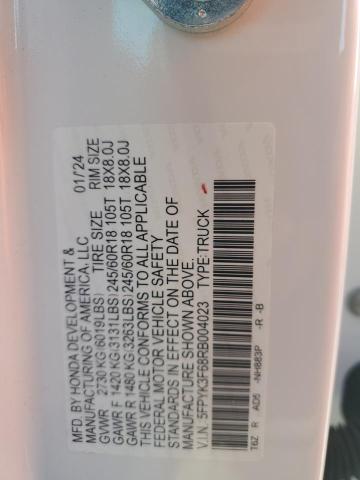 MFD. BY HONDA DEVELOPMENT &
MANUFACTURING OF AMERICA, LLC 01/'24
GVWR 2730 KG(6019LBS) TIRE SIZE RIM SIZE
GAWR F 1420 KG(3131LBS) 245/60R18 105T 18X8.0J
GAWR R 1480 KG(3263LBS) 245/60R18 105T 18X8.0J
THIS VEHICLE CONFORMS TO ALL APPLICABLE
FEDERAL MOTOR VEHICLE SAFETY
STANDARDS IN EFFECT ON THE DATE OF
MANUFACTURE SHOWN ABOVE.
V.I.N. 5FPYK3F68RB004023 TYPE:TRUCK
T6Z R AD5 -NH883P -R -B